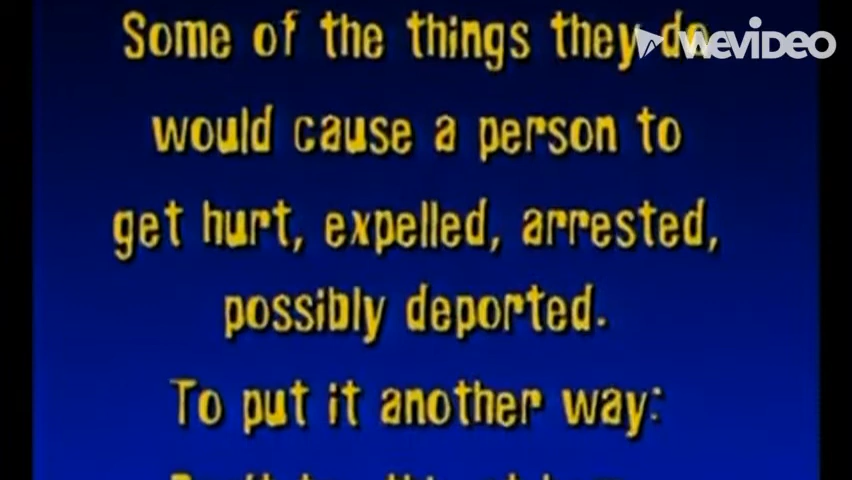 Some of the things they do
WeVideo
would cause a person to
get hurt, expelled, arrested,
possibly deported.
To put it another way: